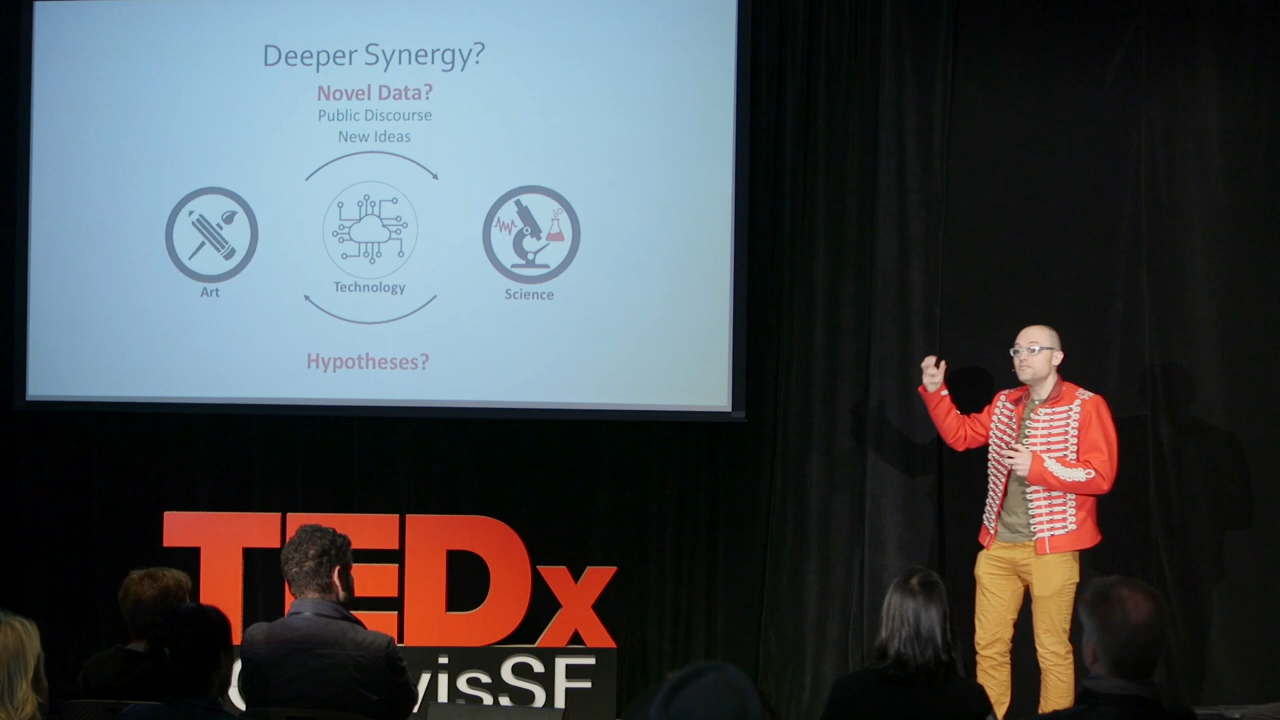 Deeper Synergy?
Novel Data?
Public Discourse
New Ideas
Art
Technology
Science
Hypotheses?
TEDx